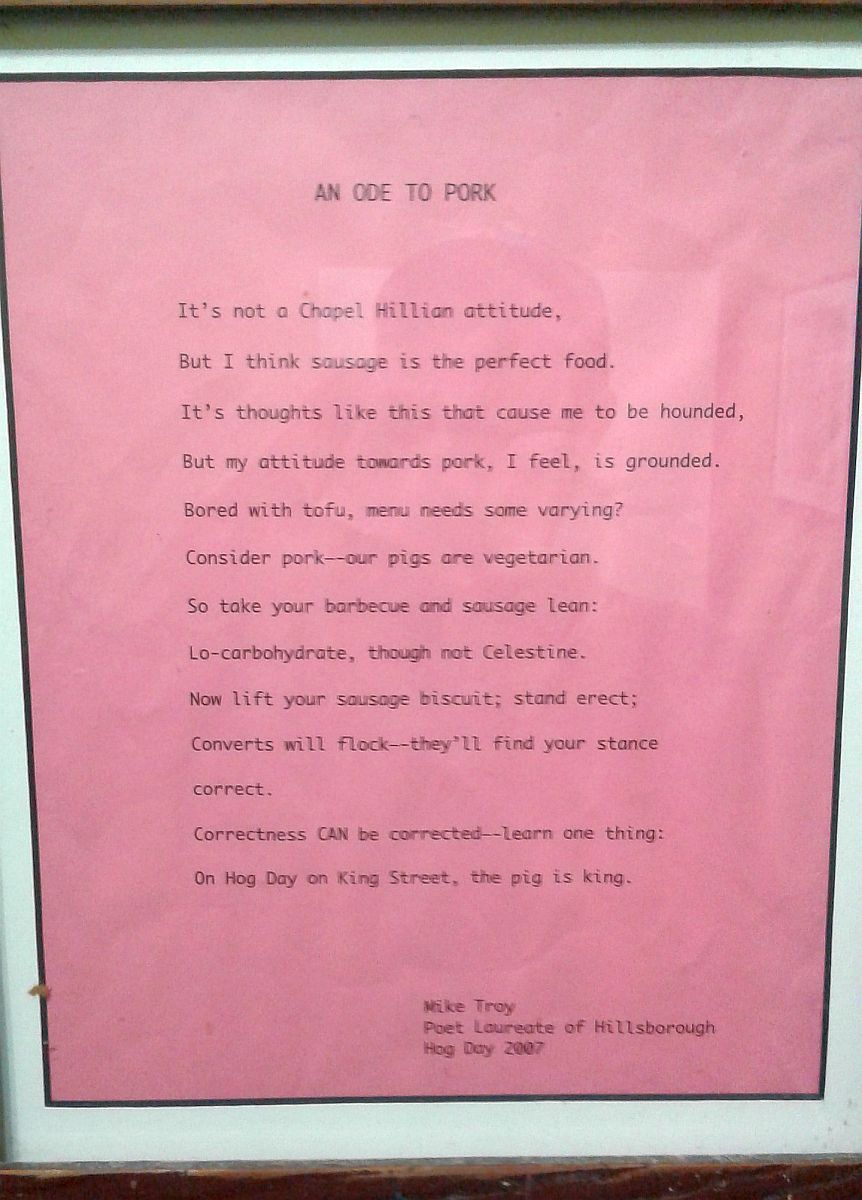 AN ODE TO PORK
It's not a Chapel Hillian attitude,
But I think sausage is the perfect food.
It's thoughts like this that cause me to be hounded,
But my attitude towards pork, I feel, is grounded.
Bored with tofu, menu needs some varying?
Consider pork--our pigs are vegetarian.
So take your barbecue and sausage lean:
Lo-carbohydrate, though not Celestine.
Now lift your sausage biscuit; stand erect;
Converts will flock--they'll find your stance
correct.
Correctness CAN be corrected--learn one thing:
On Hog Day on King Street, the pig is king.
Mike Troy
Poet Laureate of Hillsborough
Hog Day 2007